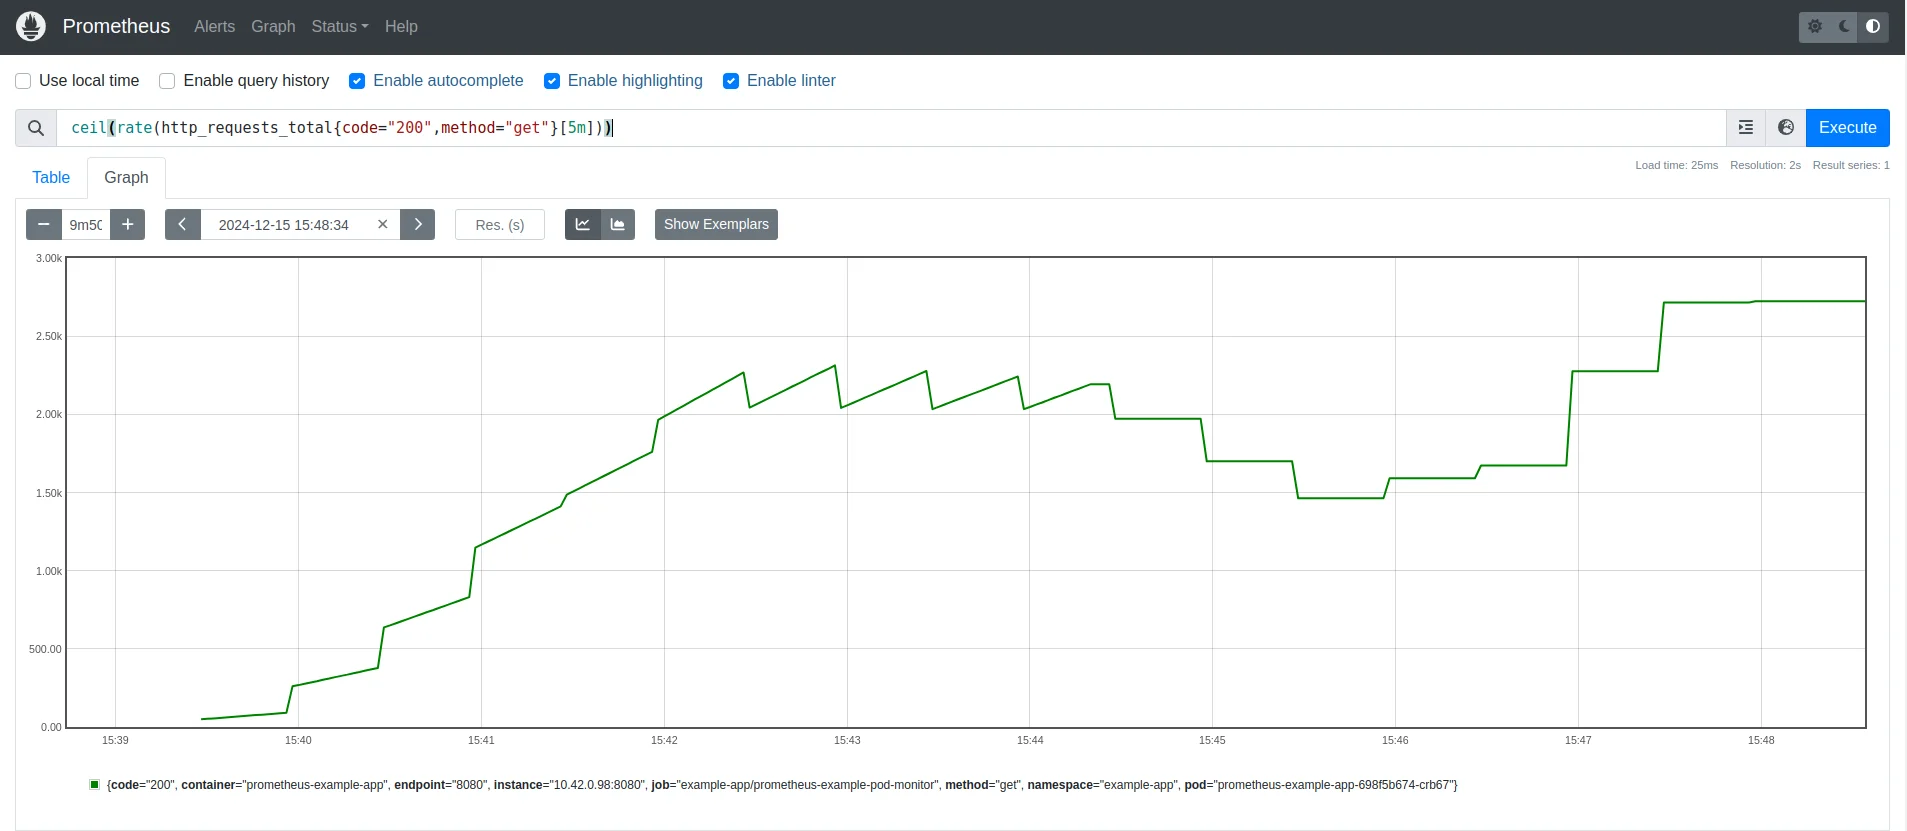 Prometheus Alerts Graph Status Help
Use local time Enable query history Enable autocomplete Enable highlighting Enable linter
ceil(rate(http_requests_total{code="200",method="get"}[5m])) Execute
Table Graph Load time: 25ms Resolution: 2s Result series: 1
9m50 2024-12-15 15:48:34 Res. (s) Show Exemplars
3.00k
2.50k
2.00k
1.50k
1.00k
500.00
0.00
15:39 15:40 15:41 15:42 15:43 15:44 15:45 15:46 15:47 15:48
{code="200", container="prometheus-example-app", endpoint="8080", instance="10.42.0.98:8080", job="example-app/prometheus-example-pod-monitor", method="get", namespace="example-app", pod="prometheus-example-app-698f5b674-crb67"}